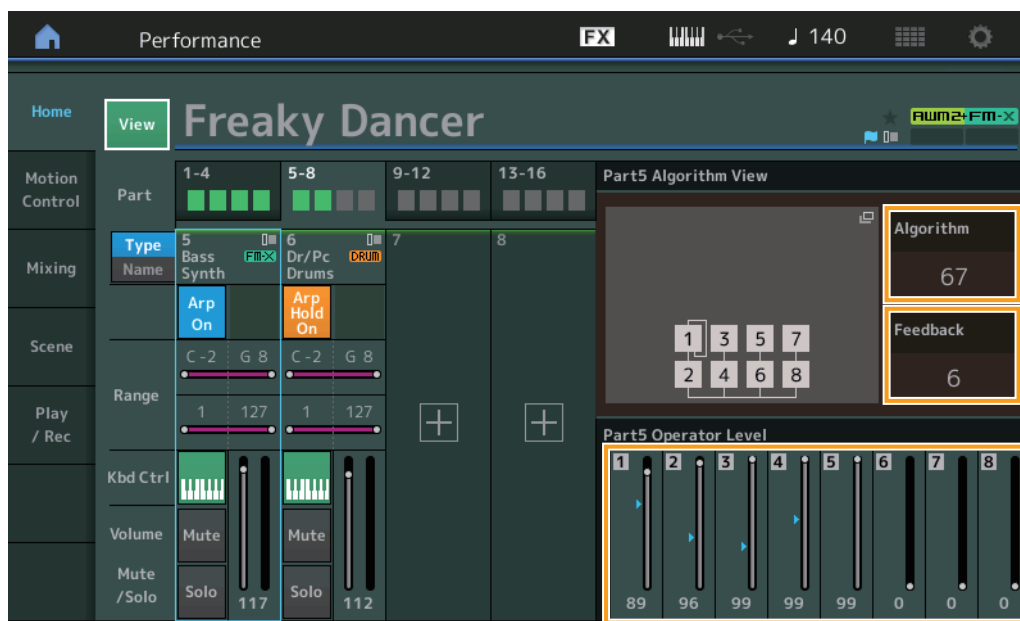 Performance
FX
140
Home
View
Freaky Dancer
AWM2+FM-X
Motion
Control
Part
1-4
5-8
9-12
13-16
Part5 Algorithm View
Type
Name
5
Bass
Synth
FM-X
6
Dr/Pc
Drums
DRUM
7
8
Algorithm
67
Mixing
Arp
On
Arp
Hold
On
Feedback
6
Scene
Range
C -2
G 8
C -2
G 8
1 3 5 7
2 4 6 8
Play
/ Rec
1
127
1
127
Part5 Operator Level
1
2
3
4
5
6
7
8
Kbd Ctrl
Volume
Mute
Mute
Mute
/Solo
Solo
117
Solo
112
89
96
99
99
99
0
0
0